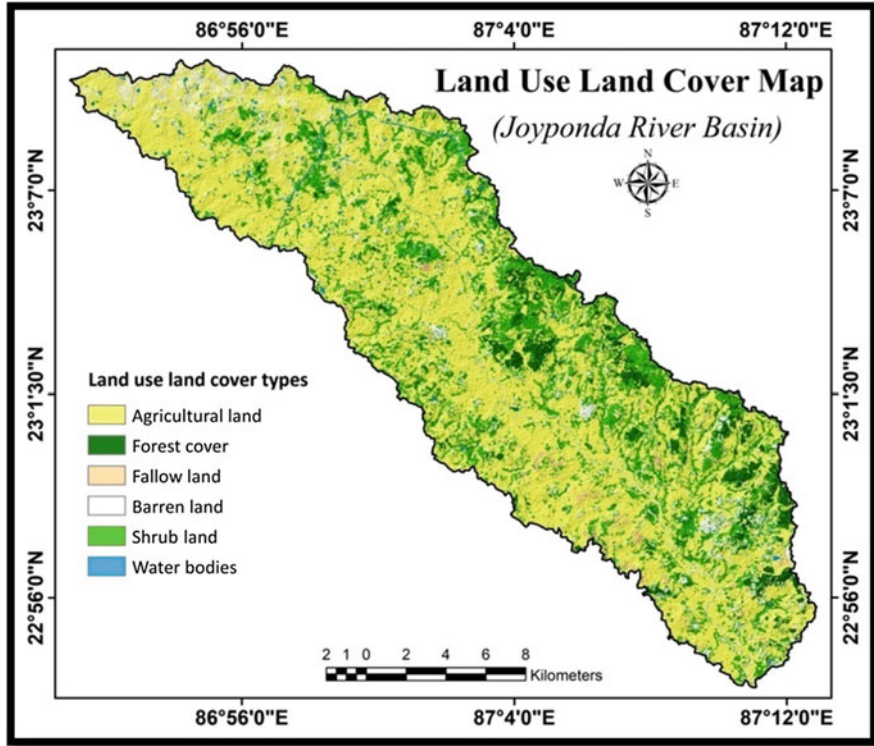 86°56'0"E 87°4'0"E 87°12'0"E
Land Use Land Cover Map
(Joyponda River Basin)
N
W E
S
23°7'0"N 23°7'0"N
23°1'30"N 23°1'30"N
22°56'0"N 22°56'0"N
Land use land cover types
Agricultural land
Forest cover
Fallow land
Barren land
Shrub land
Water bodies
2 1 0 2 4 6 8
Kilometers
86°56'0"E 87°4'0"E 87°12'0"E